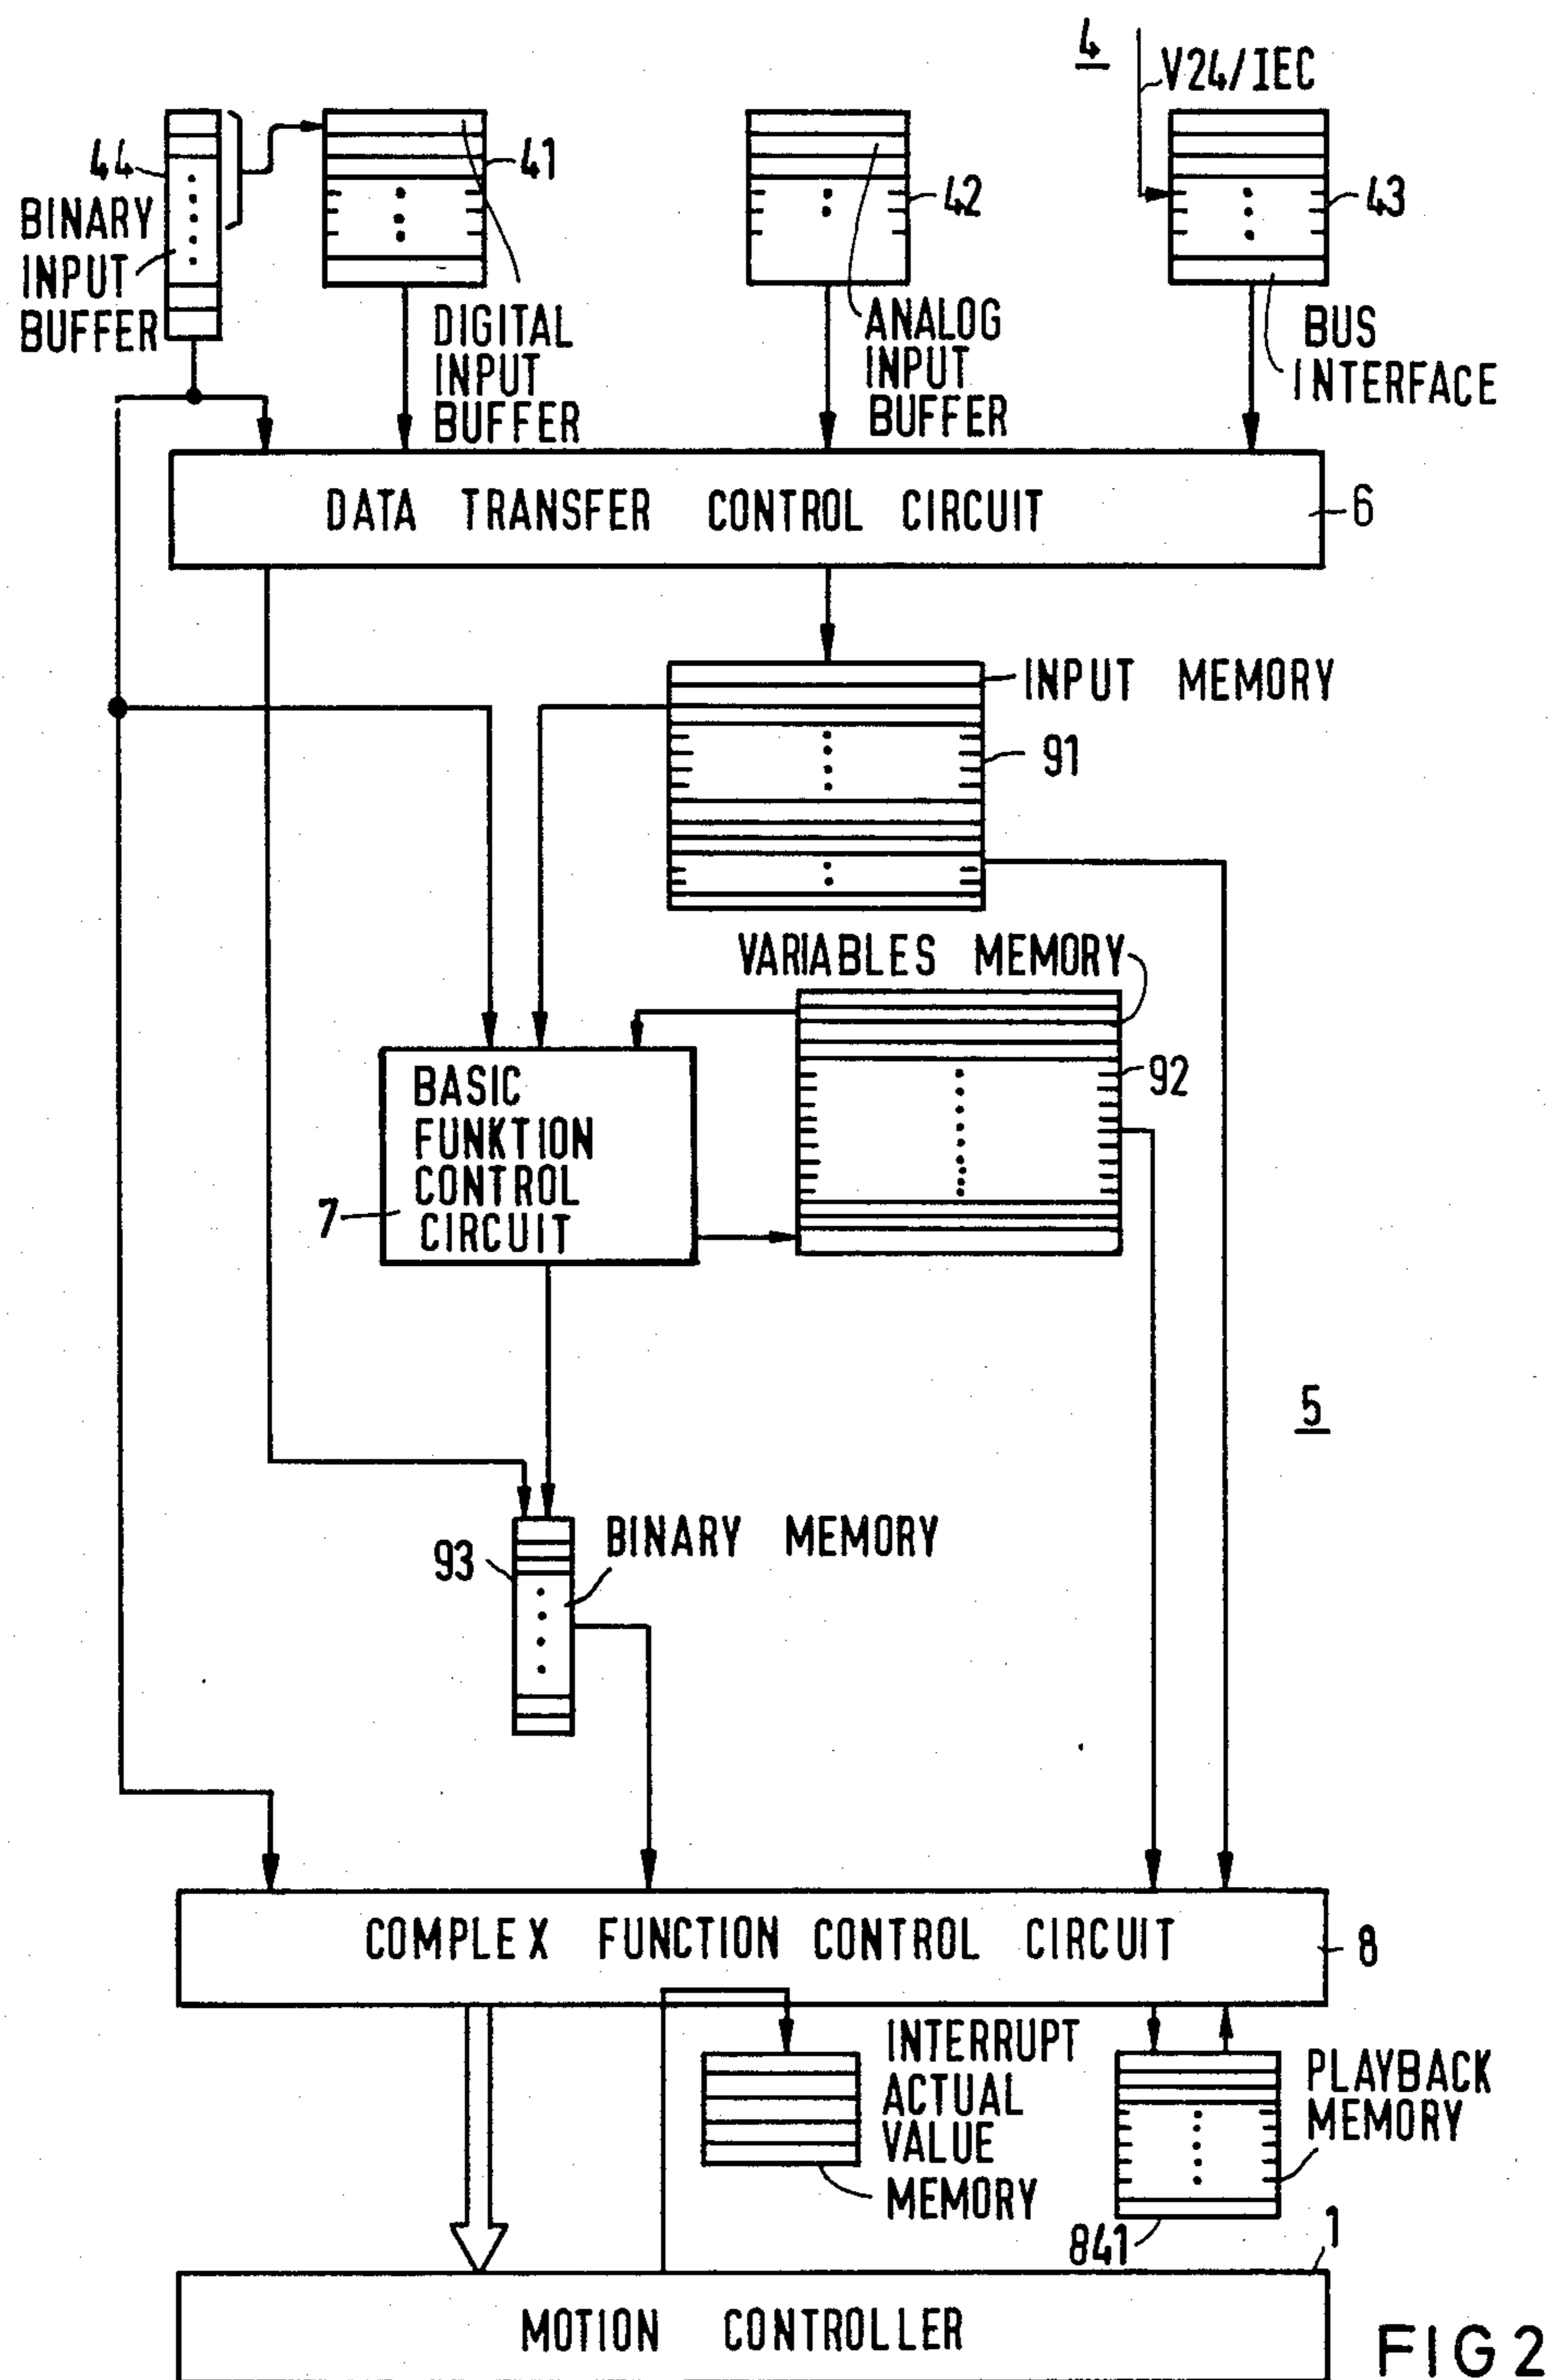 4
V24/IEC
44
41
42
43
BINARY
INPUT
BUFFER
DIGITAL
INPUT
BUFFER
ANALOG
INPUT
BUFFER
BUS
INTERFACE
DATA TRANSFER CONTROL CIRCUIT
6
INPUT MEMORY
91
VARIABLES MEMORY
92
BASIC
FUNKTION
CONTROL
CIRCUIT
7
5
93
BINARY MEMORY
COMPLEX FUNCTION CONTROL CIRCUIT
8
INTERRUPT
ACTUAL
VALUE
MEMORY
PLAYBACK
MEMORY
841
1
MOTION CONTROLLER
FIG 2